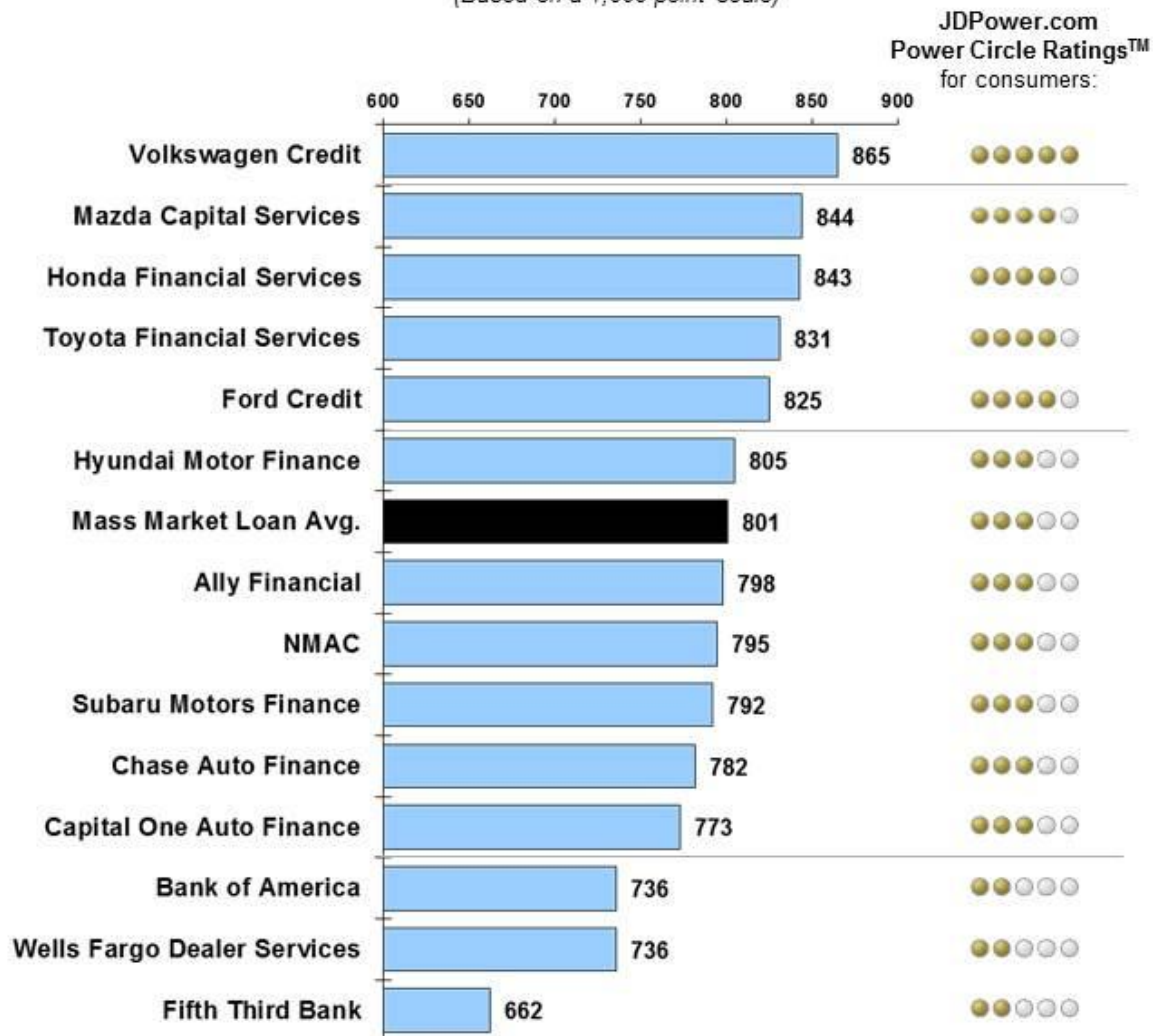 JDPower.com
Power Circle Ratings™
for consumers:
600 650 700 750 800 850 900
Volkswagen Credit 865
Mazda Capital Services 844
Honda Financial Services 843
Toyota Financial Services 831
Ford Credit 825
Hyundai Motor Finance 805
Mass Market Loan Avg. 801
Ally Financial 798
NMAC 795
Subaru Motors Finance 792
Chase Auto Finance 782
Capital One Auto Finance 773
Bank of America 736
Wells Fargo Dealer Services 736
Fifth Third Bank 662